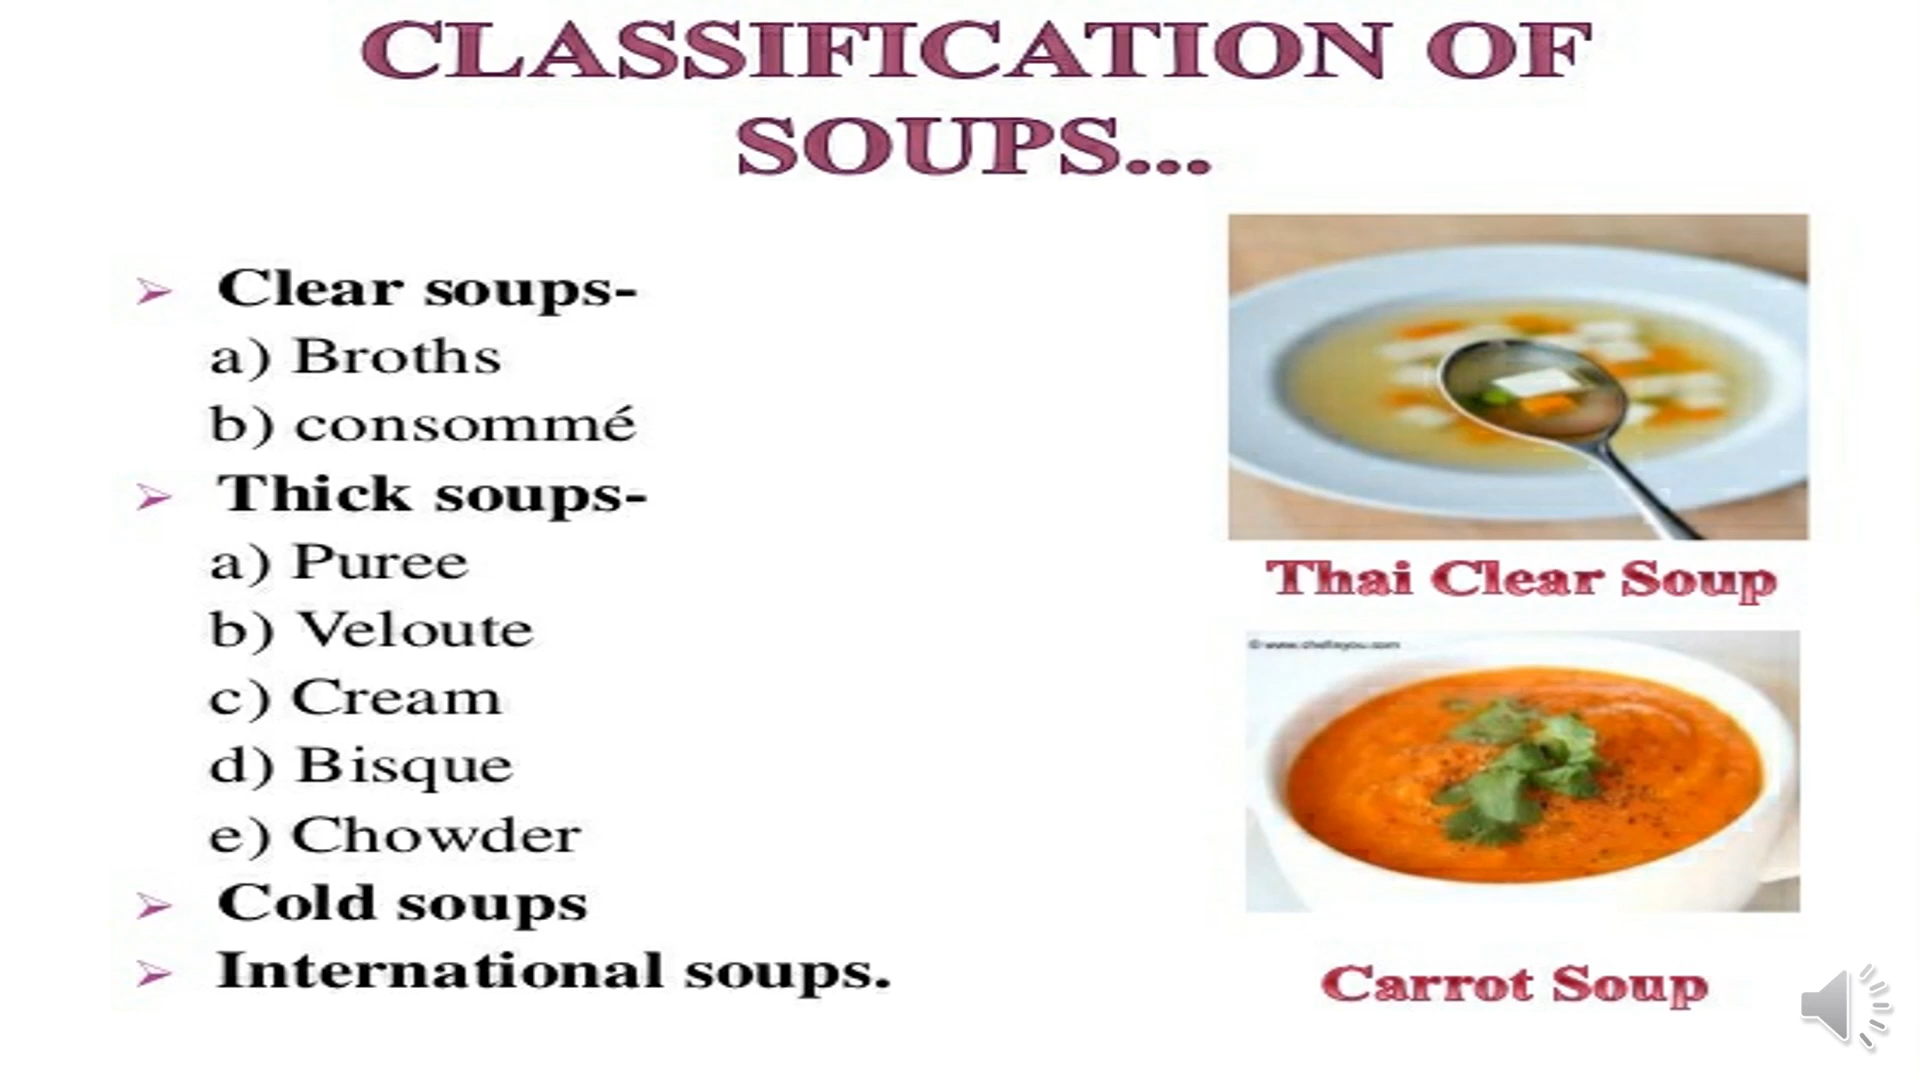 CLASSIFICATION OF
SOUPS...
➢ Clear soups-
a) Broths
b) consommé
➢ Thick soups-
a) Puree
b) Veloute
c) Cream
d) Bisque
e) Chowder
➢ Cold soups
➢ International soups.
Thai Clear Soup
Carrot Soup